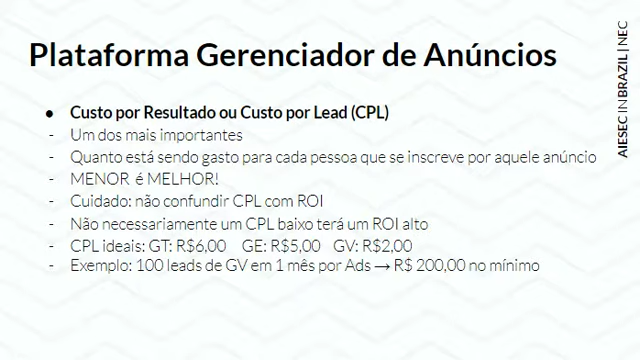 Plataforma Gerenciador de Anúncios
● Custo por Resultado ou Custo por Lead (CPL)
- Um dos mais importantes
- Quanto está sendo gasto para cada pessoa que se inscreve por aquele anúncio
- MENOR é MELHOR!
- Cuidado: não confundir CPL com ROI
- Não necessariamente um CPL baixo terá um ROI alto
- CPL ideais: GT: R$6,00 GE: R$5,00 GV: R$2,00
- Exemplo: 100 leads de GV em 1 mês por Ads → R$ 200,00 no mínimo
AIESEC IN BRAZIL | NEC